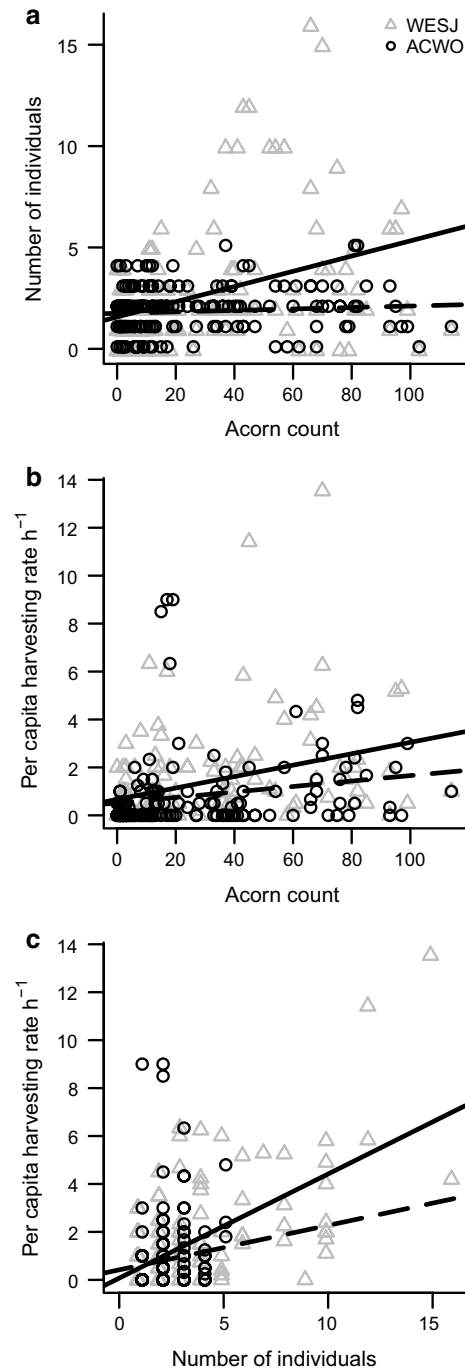 a
WESJ
ACWO
15
10
5
0
Number of individuals
0 20 40 60 80 100
Acorn count
b
14
12
10
8
6
4
2
0
Per capita harvesting rate h⁻¹
0 20 40 60 80 100
Acorn count
c
14
12
10
8
6
4
2
0
Per capita harvesting rate h⁻¹
0 5 10 15
Number of individuals